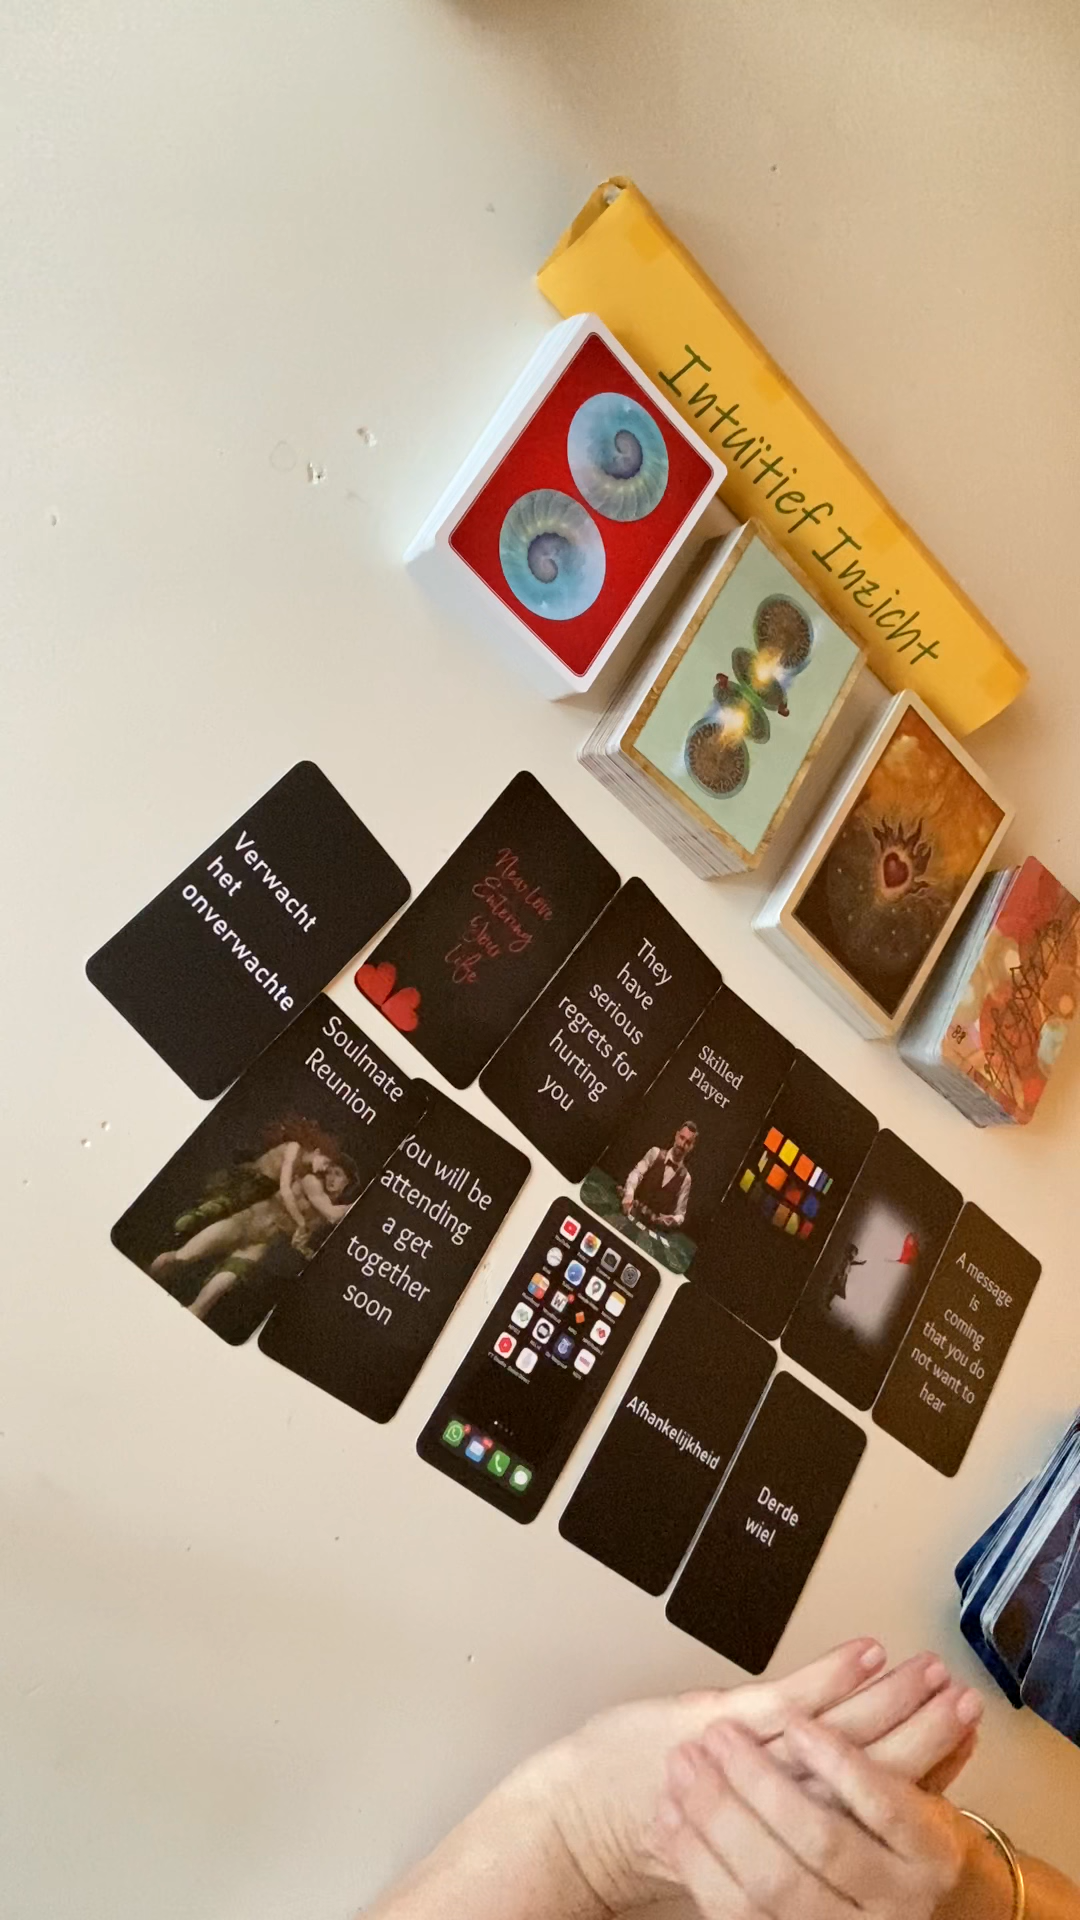 Intuïtief Inzicht
Verwacht
het
onverwachte
New love
Entering
Your
life
They
have
serious
regrets for
hurting
you
Skilled
Player
A message
is
coming
that you do
not want to
hear
Soulmate
Reunion
You will be
attending
a get
together
soon
Afhankelijkheid
Derde
wiel